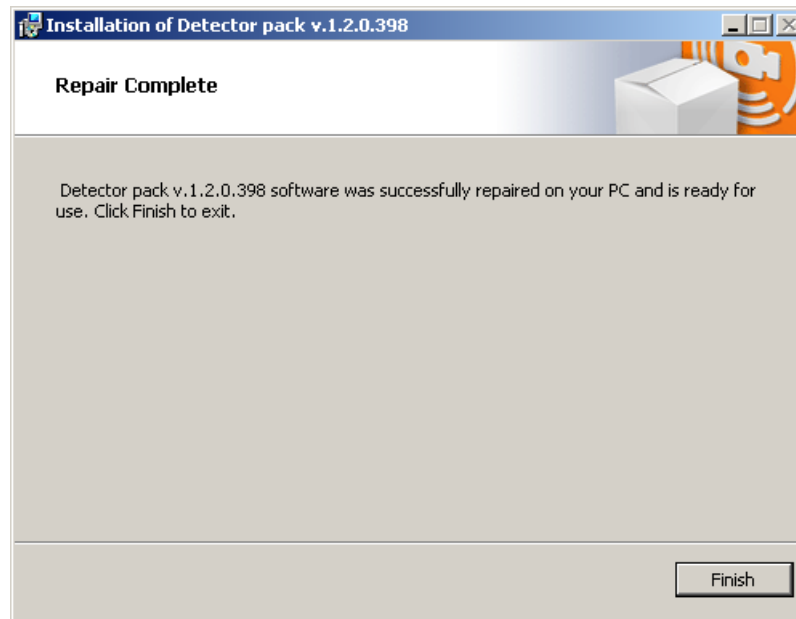 Installation of Detector pack v.1.2.0.398
Repair Complete
Detector pack v.1.2.0.398 software was successfully repaired on your PC and is ready for
use. Click Finish to exit.
Finish